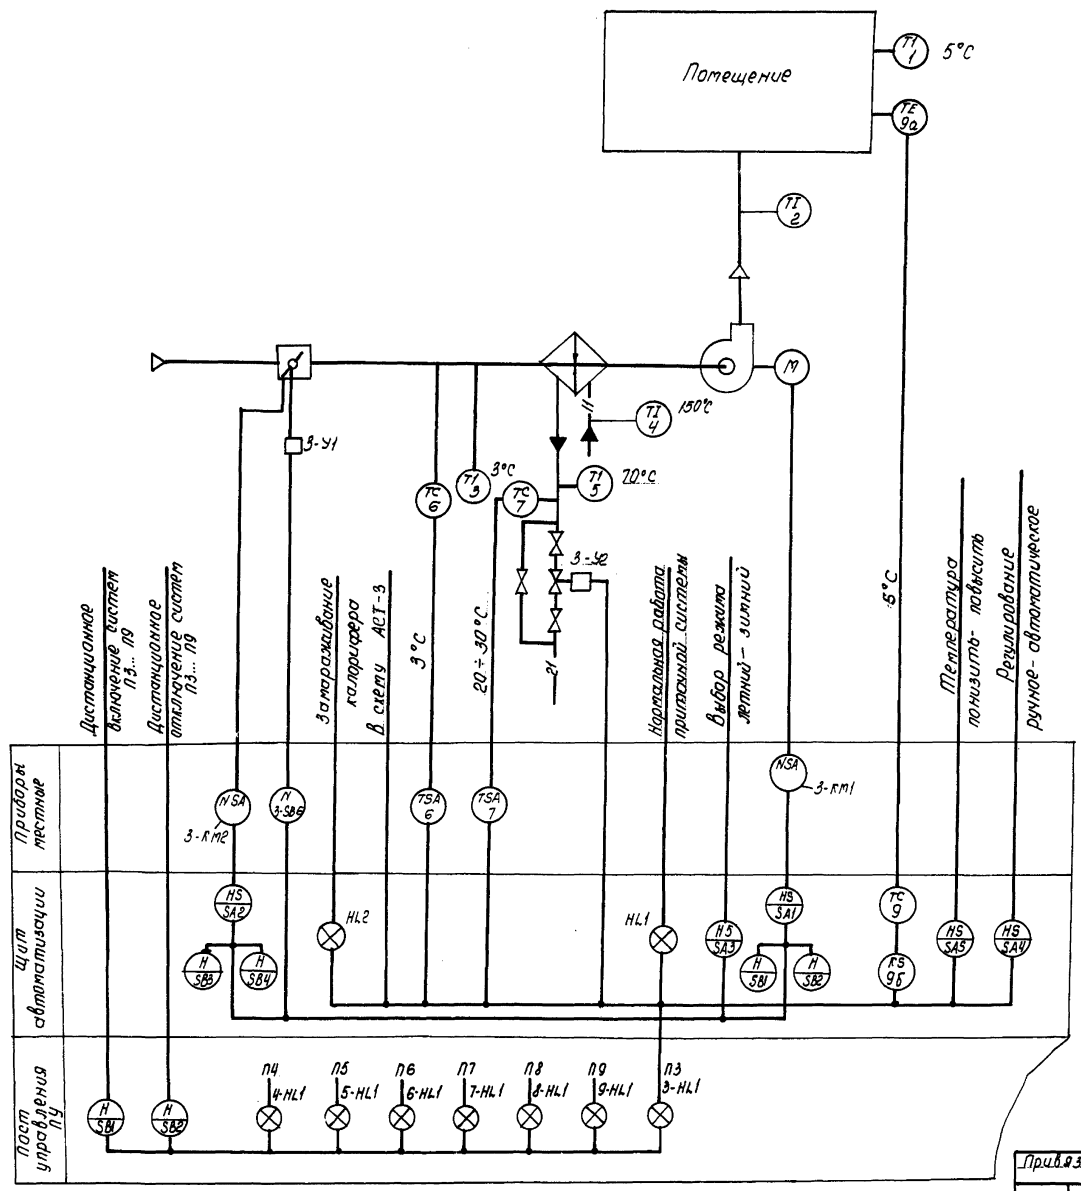 Помещение
TI
1
5°C
TE
9а
TI
2
М
TI
4
150°C
3-У1
TI
3
3°C
TC
6
TC
7
TI
5
70°C
3-У2
11
21
Дистанционное
включение систем
П3... П9
Дистанционное
отключение систем
П3... П9
Замараживание
калорифера
В схему АСТ-3
3°C
20÷30°C
Нормальная работа
приточной системы
Выбор режима
летний-зимний
5°C
Температура
понизить-повысить
Регулирование
ручное-автоматическое
Приборы
местные
NSA
3-КМ2
H
3-SB6
TSA
6
TSA
7
NSA
3-КМ1
Щит
автоматизации
HS
SA2
H
SB3
H
SB4
HL2
HL1
HS
SA3
HS
SA1
H
SB1
H
SB2
TC
9
KS
9Б
HS
SA5
HS
SA4
Пост
управления
ПУ
H
SB1
H
SB2
П4
4-HL1
П5
5-HL1
П6
6-HL1
П7
7-HL1
П8
8-HL1
П9
9-HL1
П3
3-HL1
Привяз